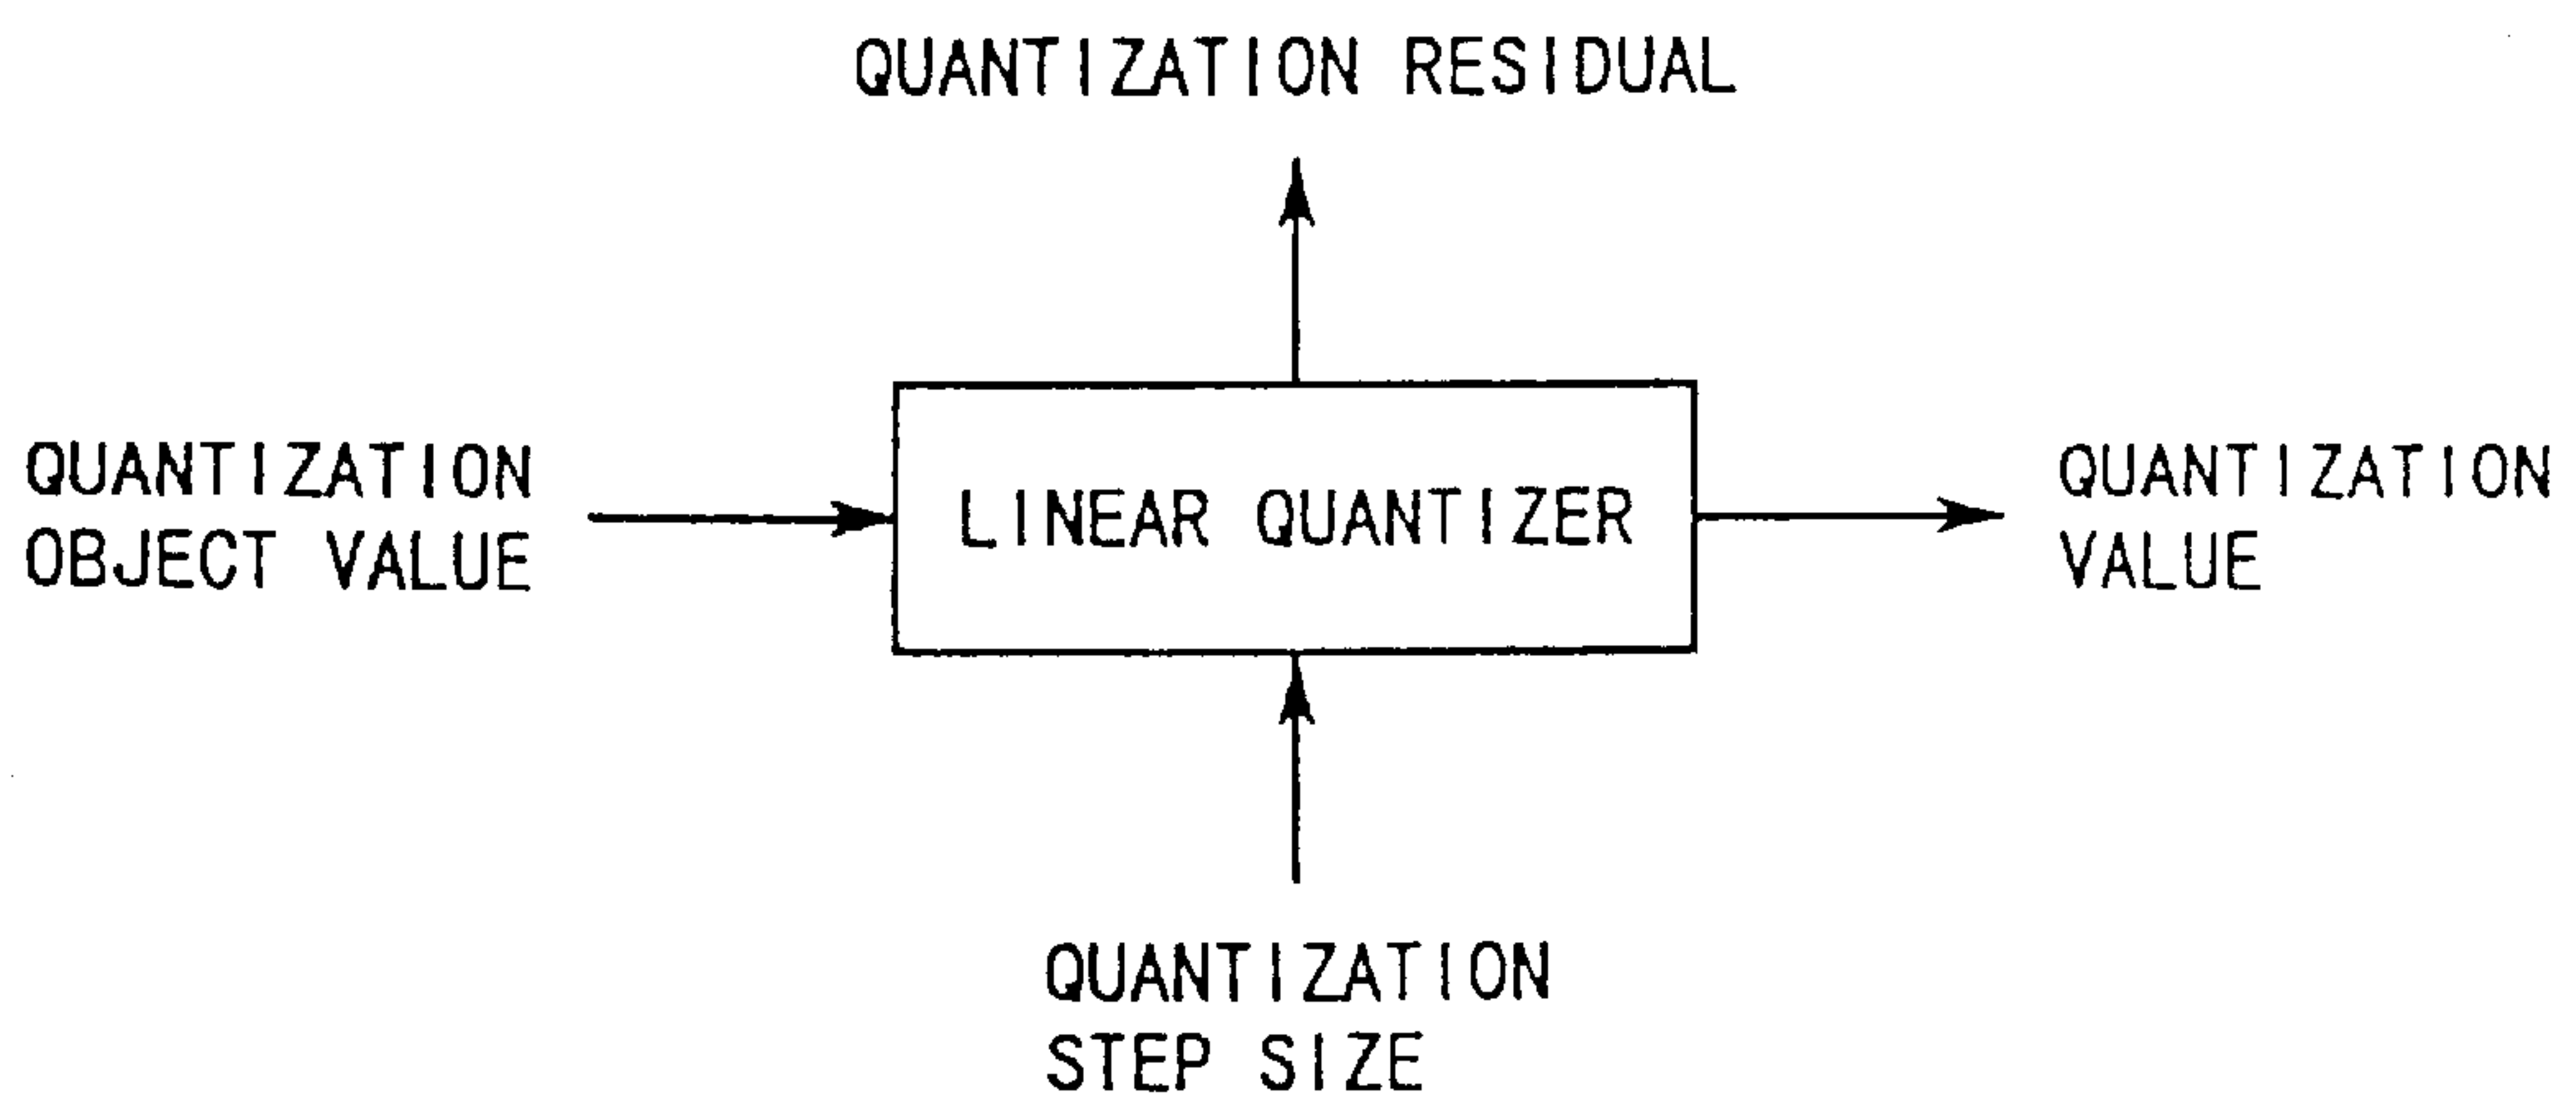 QUANTIZATION RESIDUAL
QUANTIZATION
OBJECT VALUE
LINEAR QUANTIZER
QUANTIZATION
VALUE
QUANTIZATION
STEP SIZE